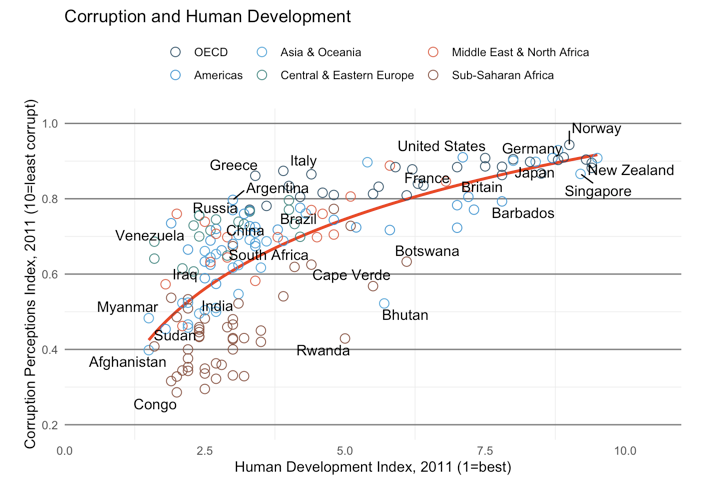 Corruption and Human Development
OECD
Asia & Oceania
Middle East & North Africa
Americas
Central & Eastern Europe
Sub-Saharan Africa
Corruption Perceptions Index, 2011 (10=least corrupt)
1.0
0.8
0.6
0.4
0.2
Norway
United States
Germany
Greece
Italy
New Zealand
Japan
France
Singapore
Argentina
Britain
Russia
Barbados
Brazil
China
Venezuela
Botswana
South Africa
Iraq
Cape Verde
Myanmar
India
Bhutan
Sudan
Rwanda
Afghanistan
Congo
0.0
2.5
5.0
7.5
10.0
Human Development Index, 2011 (1=best)